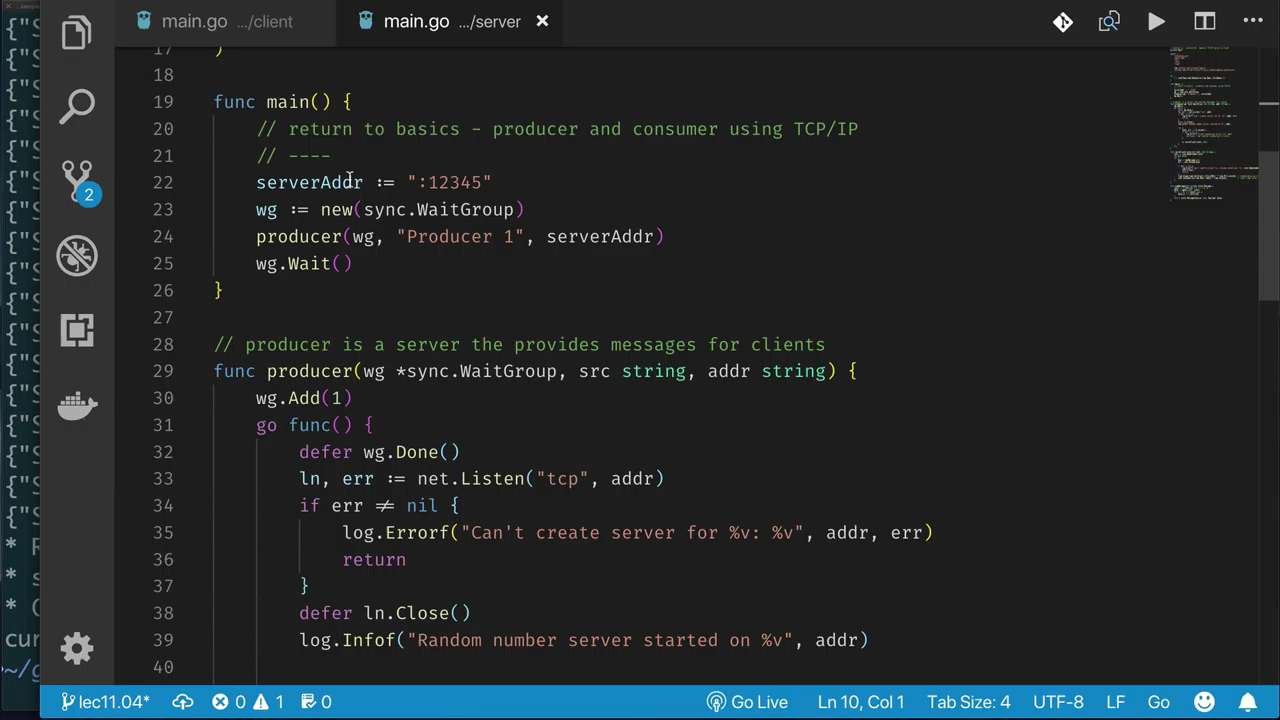 main.go .../client
main.go .../server
17 )
18
19 func main() {
20 // return to basics - producer and consumer using TCP/IP
21 // ----
22 serverAddr := ":12345"
23 wg := new(sync.WaitGroup)
24 producer(wg, "Producer 1", serverAddr)
25 wg.Wait()
26 }
27
28 // producer is a server the provides messages for clients
29 func producer(wg *sync.WaitGroup, src string, addr string) {
30 wg.Add(1)
31 go func() {
32 defer wg.Done()
33 ln, err := net.Listen("tcp", addr)
34 if err ≠ nil {
35 log.Errorf("Can't create server for %v: %v", addr, err)
36 return
37 }
38 defer ln.Close()
39 log.Infof("Random number server started on %v", addr)
40
2
{"S
{"S
{"S
{"S
{"S
{"S
{"S
{"S
* R
* s
* O
cur
~/g
lec11.04* 0 1 0 Go Live Ln 10, Col 1 Tab Size: 4 UTF-8 LF Go